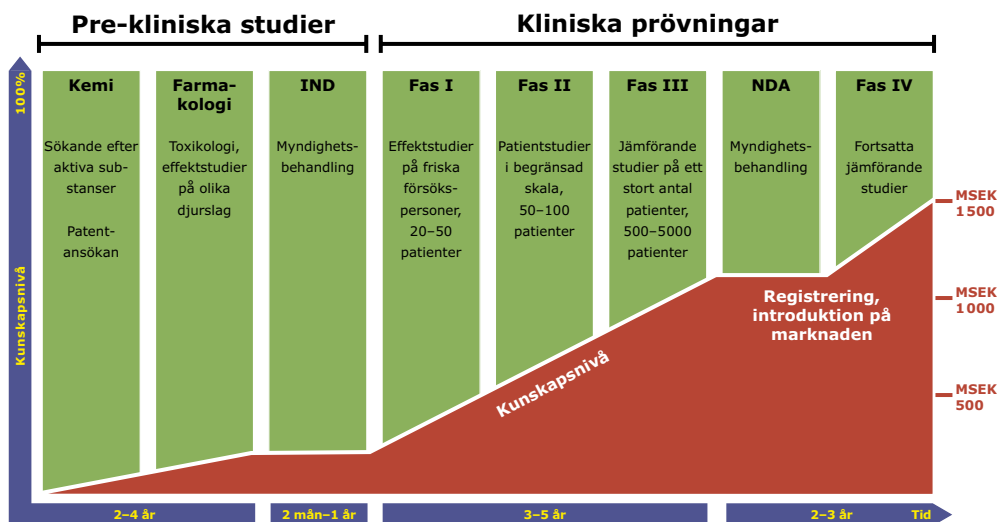 Pre-kliniska studier
Kliniska prövningar
100%
Kunskapsnivå
Kemi
Sökande efter
aktiva sub-
stanser
Patent-
ansökan
Farma-
kologi
Toxikologi,
effektstudier
på olika
djurslag
IND
Myndighets-
behandling
Fas I
Effektstudier
på friska
försöks-
personer,
20–50
patienter
Fas II
Patientstudier
i begränsad
skala,
50–100
patienter
Fas III
Jämförande
studier på ett
stort antal
patienter,
500–5000
patienter
NDA
Myndighets-
behandling
Fas IV
Fortsatta
jämförande
studier
MSEK
1500
MSEK
1000
MSEK
500
Kunskapsnivå
Registrering,
introduktion på
marknaden
2–4 år
2 mån–1 år
3–5 år
2–3 år
Tid